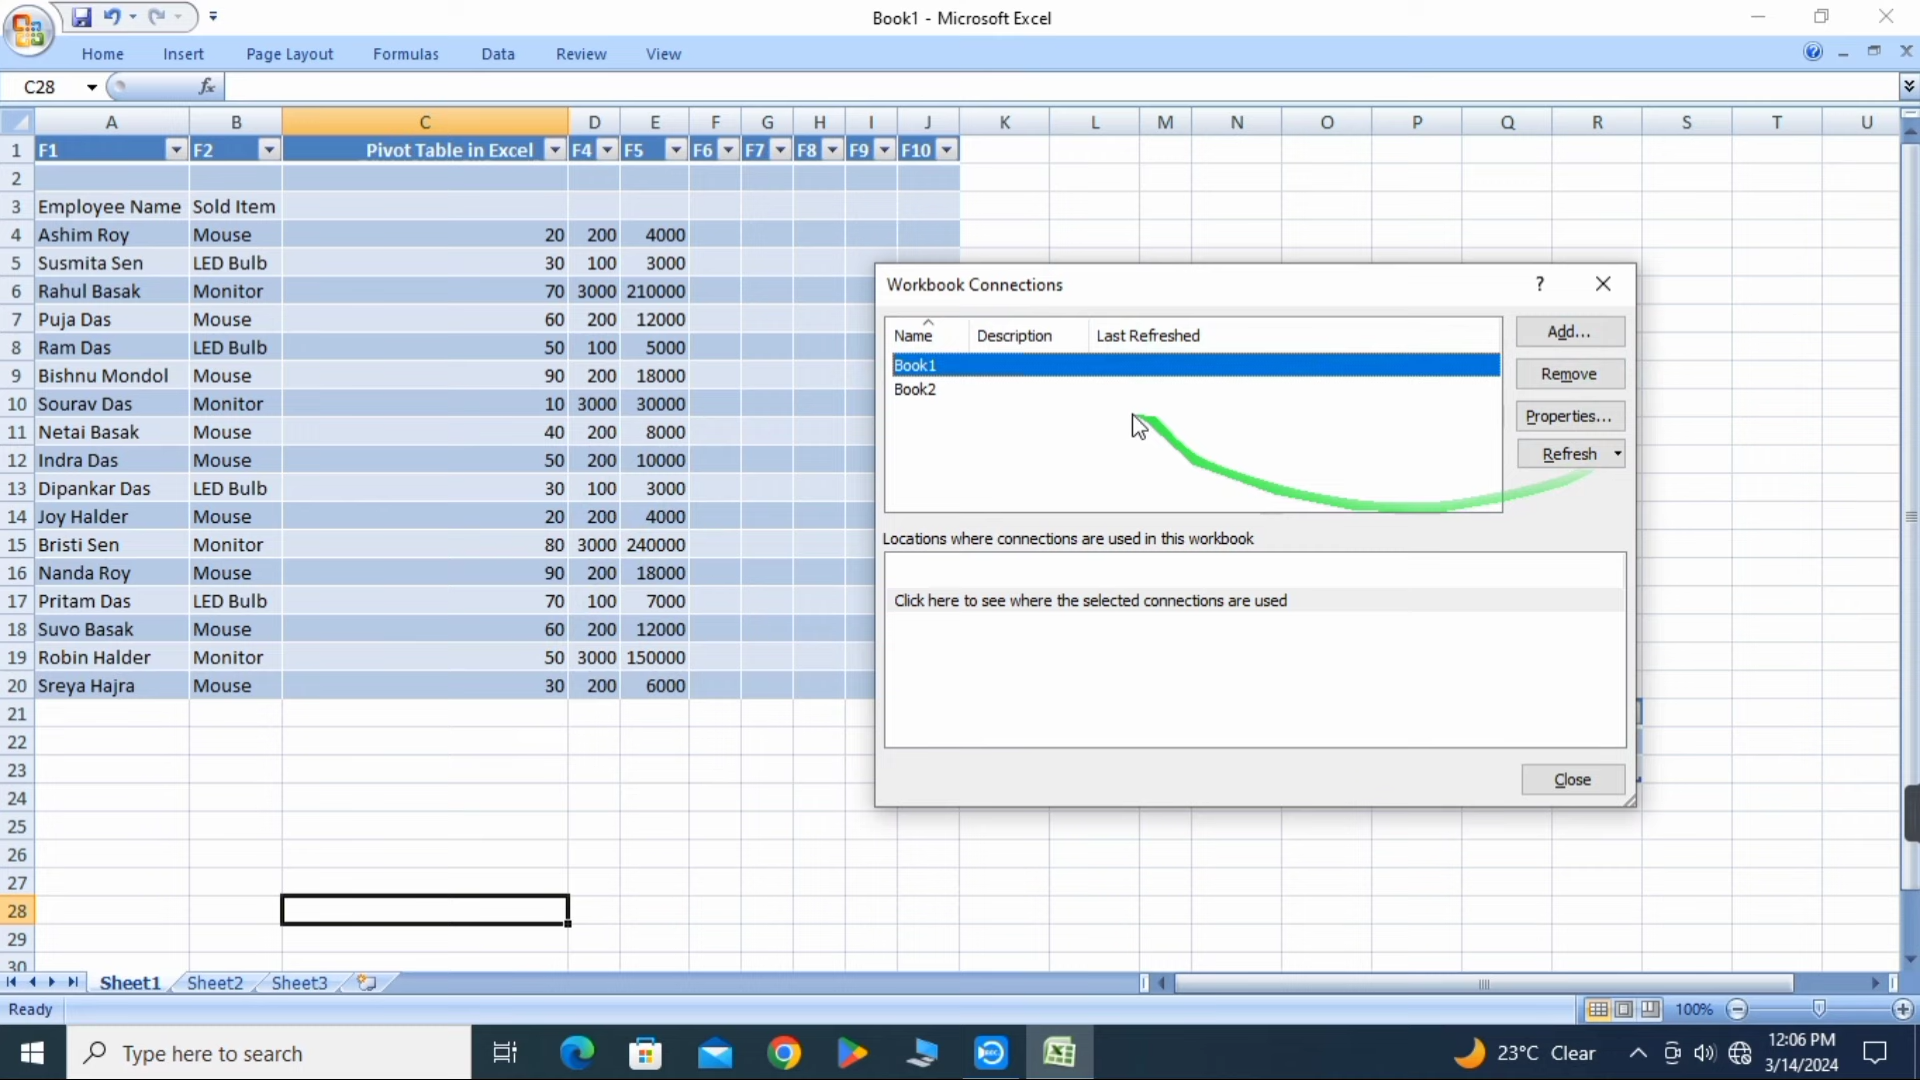 Book1 - Microsoft Excel
Home Insert Page Layout Formulas Data Review View
C28 fx
A B C D E F G H I J K L M N O P Q R S T U
1 F1 F2 Pivot Table in Excel F4 F5 F6 F7 F8 F9 F10
2
3 Employee Name Sold Item
4 Ashim Roy Mouse 20 200 4000
5 Susmita Sen LED Bulb 30 100 3000
6 Rahul Basak Monitor 70 3000 210000
7 Puja Das Mouse 60 200 12000
8 Ram Das LED Bulb 50 100 5000
9 Bishnu Mondol Mouse 90 200 18000
10 Sourav Das Monitor 10 3000 30000
11 Netai Basak Mouse 40 200 8000
12 Indra Das Mouse 50 200 10000
13 Dipankar Das LED Bulb 30 100 3000
14 Joy Halder Mouse 20 200 4000
15 Bristi Sen Monitor 80 3000 240000
16 Nanda Roy Mouse 90 200 18000
17 Pritam Das LED Bulb 70 100 7000
18 Suvo Basak Mouse 60 200 12000
19 Robin Halder Monitor 50 3000 150000
20 Sreya Hajra Mouse 30 200 6000
21
22
23
24
25
26
27
28
29
30
Workbook Connections ?
Name Description Last Refreshed
Book1
Book2
Add...
Remove
Properties...
Refresh
Locations where connections are used in this workbook
Click here to see where the selected connections are used
Close
Sheet1 Sheet2 Sheet3
Ready 100%
Type here to search
REC
23°C Clear
12:06 PM
3/14/2024